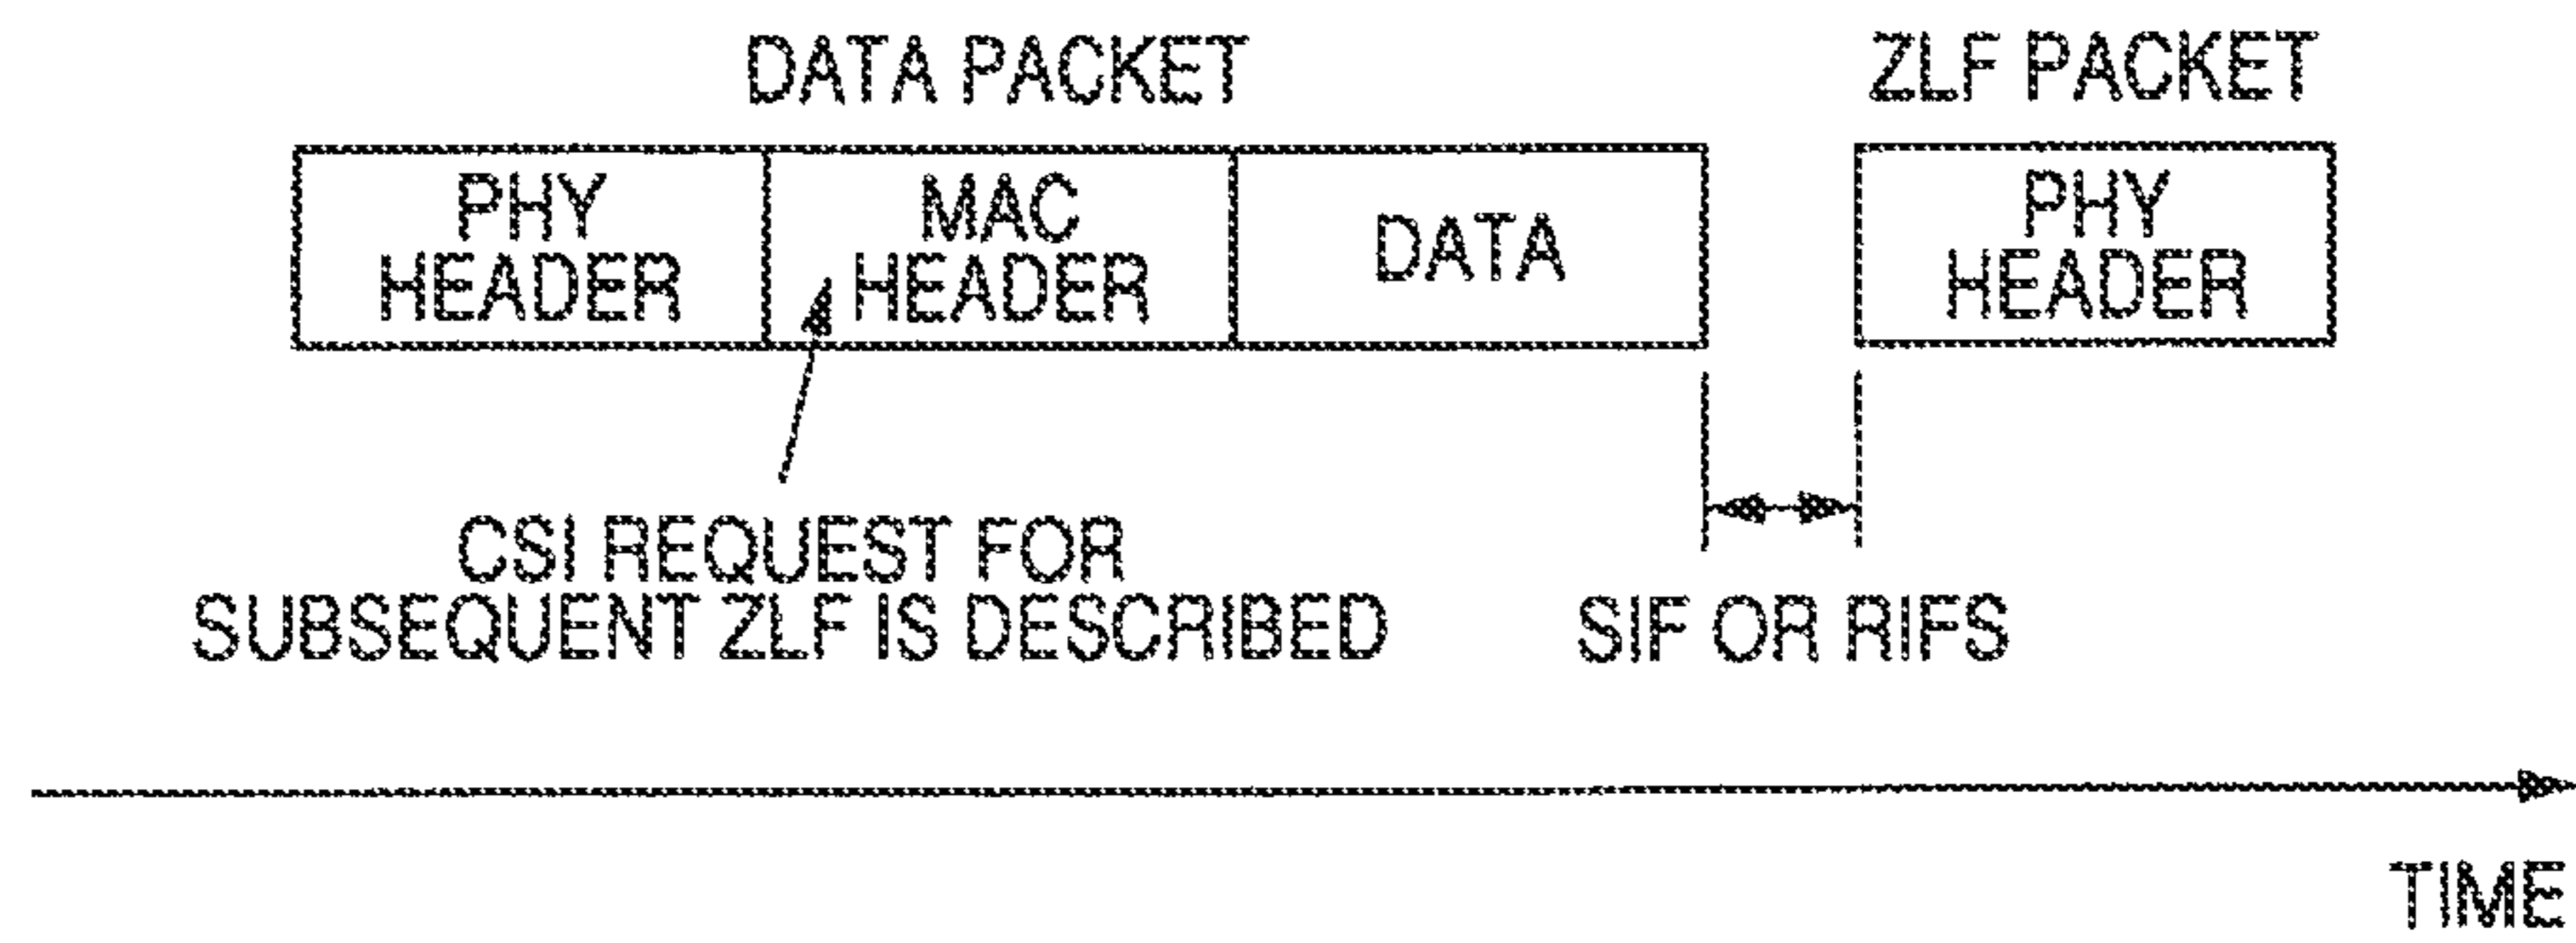 DATA PACKET
ZLF PACKET
PHY
HEADER
MAC
HEADER
DATA
PHY
HEADER
CSI REQUEST FOR
SUBSEQUENT ZLF IS DESCRIBED
SIF OR RIFS
TIME